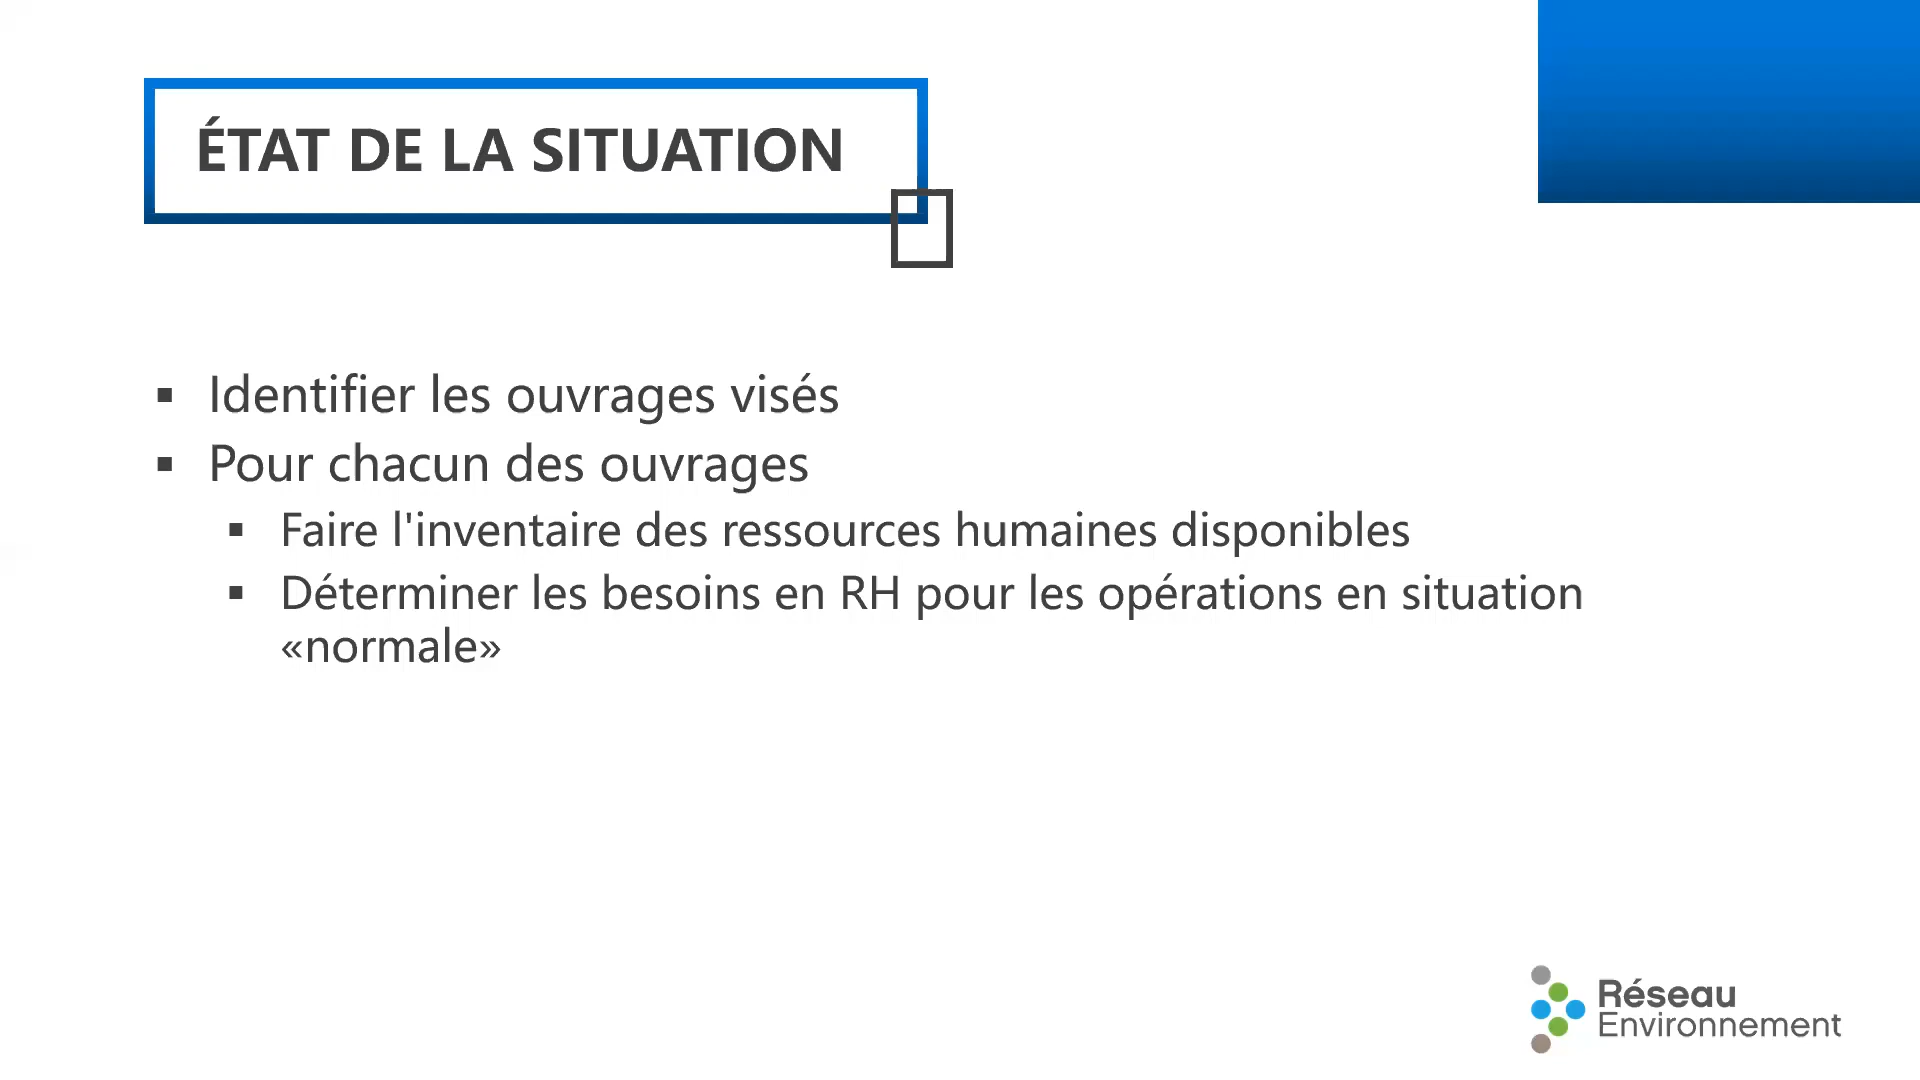 ÉTAT DE LA SITUATION
▪ Identifier les ouvrages visés
▪ Pour chacun des ouvrages
▪ Faire l'inventaire des ressources humaines disponibles
▪ Déterminer les besoins en RH pour les opérations en situation
«normale»
Réseau
Environnement